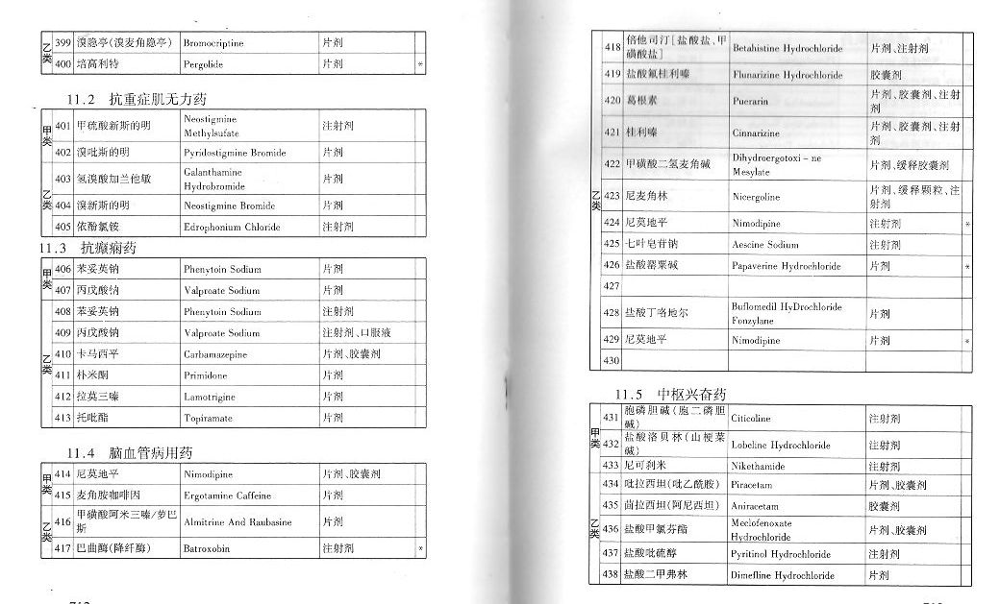 乙类
399 溴隐亭(溴麦角隐亭) Bromocriptine 片剂
400 培高利特 Pergolide 片剂 *
11.2 抗重症肌无力药
甲类
401 甲硫酸新斯的明 Neostigmine Methylsufate 注射剂
402 溴吡斯的明 Pyridostigmine Bromide 片剂
乙类
403 氢溴酸加兰他敏 Galanthamine Hydrobromide 片剂
404 溴新斯的明 Neostigmine Bromide 片剂
405 依酚氯铵 Edrophonium Chloride 注射剂
11.3 抗癫痫药
甲类
406 苯妥英钠 Phenytoin Sodium 片剂
407 丙戊酸钠 Valproate Sodium 片剂
乙类
408 苯妥英钠 Phenytoin Sodium 注射剂
409 丙戊酸钠 Valproate Sodium 注射剂、口服液
410 卡马西平 Carbamazepine 片剂、胶囊剂
411 朴米酮 Primidone 片剂
412 拉莫三嗪 Lamotrigine 片剂
413 托吡酯 Topiramate 片剂
11.4 脑血管病用药
甲类
414 尼莫地平 Nimodipine 片剂、胶囊剂
415 麦角胺咖啡因 Ergotamine Caffeine 片剂
乙类
416 甲磺酸阿米三嗪/萝巴斯 Almitrine And Raubasine 片剂
417 巴曲酶(降纤酶) Batroxobin 注射剂 *
乙类
418 倍他司汀[盐酸盐、甲磺酸盐] Betahistine Hydrochloride 片剂、注射剂
419 盐酸氟桂利嗪 Flunarizine Hydrochloride 胶囊剂
420 葛根素 Puerarin 片剂、胶囊剂、注射剂
421 桂利嗪 Cinnarizine 片剂、胶囊剂、注射剂
422 甲磺酸二氢麦角碱 Dihydroergotoxi-ne Mesylate 片剂、缓释胶囊剂
423 尼麦角林 Nicergoline 片剂、缓释颗粒、注射剂
424 尼莫地平 Nimodipine 注射剂 *
425 七叶皂苷钠 Aescine Sodium 注射剂
426 盐酸罂粟碱 Papaverine Hydrochloride 片剂 *
427
428 盐酸丁咯地尔 Buflomedil HyDrochloride Fonzylane 片剂
429 尼莫地平 Nimodipine 片剂 *
430
11.5 中枢兴奋药
甲类
431 胞磷胆碱(胞二磷胆碱) Citicoline 注射剂
432 盐酸洛贝林(山梗菜碱) Lobeline Hydrochloride 注射剂
433 尼可刹米 Nikethamide 注射剂
乙类
434 吡拉西坦(吡乙酰胺) Piracetam 片剂、胶囊剂
435 茴拉西坦(阿尼西坦) Aniracetam 胶囊剂
436 盐酸甲氯芬酯 Meclofenoxate Hydrochloride 片剂、胶囊剂
437 盐酸吡硫醇 Pyritinol Hydrochloride 注射剂
438 盐酸二甲弗林 Dimefline Hydrochloride 片剂